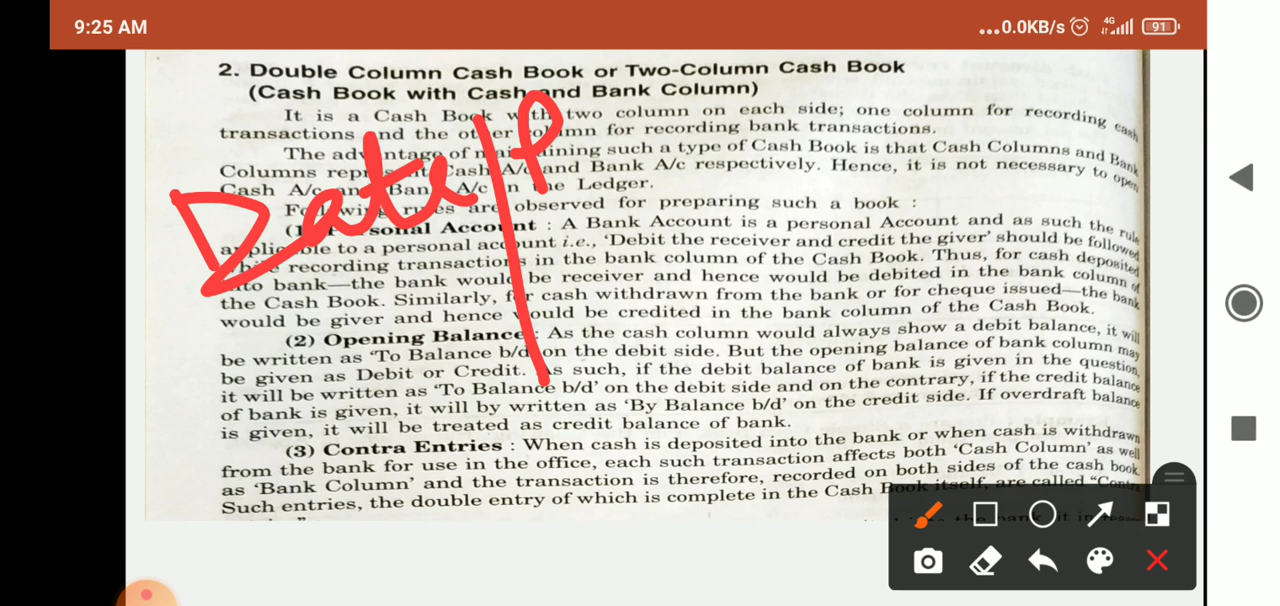 9:25 AM
...0.0KB/s 4G 91
2. Double Column Cash Book or Two-Column Cash Book
(Cash Book with Cash and Bank Column)
It is a Cash Book with two column on each side; one column for recording cash
transactions and the other column for recording bank transactions.
The advantage of maintaining such a type of Cash Book is that Cash Columns and Bank
Columns represent Cash A/c and Bank A/c respectively. Hence, it is not necessary to open
Cash A/c and Bank A/c in the Ledger.
Following rules are observed for preparing such a book :
(1) Personal Account : A Bank Account is a personal Account and as such the rule
applicable to a personal account i.e., 'Debit the receiver and credit the giver' should be followed
while recording transactions in the bank column of the Cash Book. Thus, for cash deposited
into bank—the bank would be receiver and hence would be debited in the bank column of
the Cash Book. Similarly, for cash withdrawn from the bank or for cheque issued—the bank
would be giver and hence would be credited in the bank column of the Cash Book.
(2) Opening Balance : As the cash column would always show a debit balance, it will
be written as 'To Balance b/d' on the debit side. But the opening balance of bank column may
be given as Debit or Credit. As such, if the debit balance of bank is given in the question,
it will be written as 'To Balance b/d' on the debit side and on the contrary, if the credit balance
of bank is given, it will by written as 'By Balance b/d' on the credit side. If overdraft balance
is given, it will be treated as credit balance of bank.
(3) Contra Entries : When cash is deposited into the bank or when cash is withdrawn
from the bank for use in the office, each such transaction affects both 'Cash Column' as well
as 'Bank Column' and the transaction is therefore, recorded on both sides of the cash book.
Such entries, the double entry of which is complete in the Cash Book itself, are called "Contra
Date P